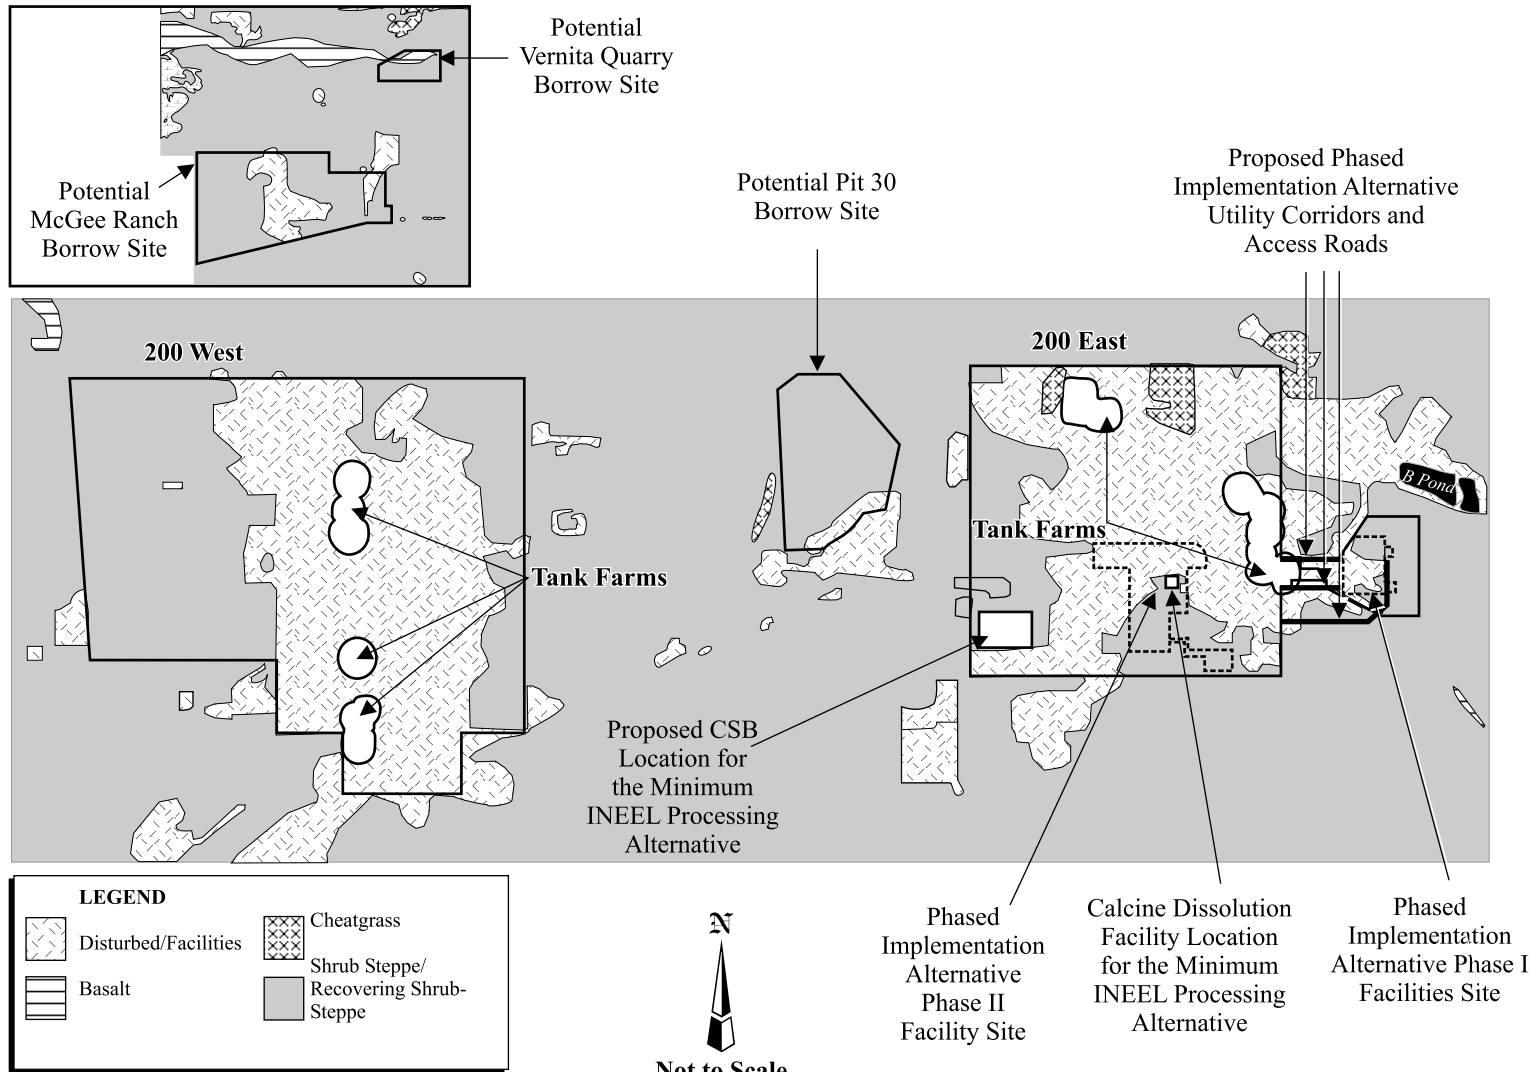 Potential
Vernita Quarry
Borrow Site
Potential
McGee Ranch
Borrow Site
Potential Pit 30
Borrow Site
Proposed Phased
Implementation Alternative
Utility Corridors and
Access Roads
200 West
200 East
B Pond
Tank Farms
Tank Farms
Proposed CSB
Location for
the Minimum
INEEL Processing
Alternative
LEGEND
Disturbed/Facilities
Basalt
Cheatgrass
Shrub Steppe/
Recovering Shrub-
Steppe
N
Not to Scale
Phased
Implementation
Alternative
Phase II
Facility Site
Calcine Dissolution
Facility Location
for the Minimum
INEEL Processing
Alternative
Phased
Implementation
Alternative Phase I
Facilities Site